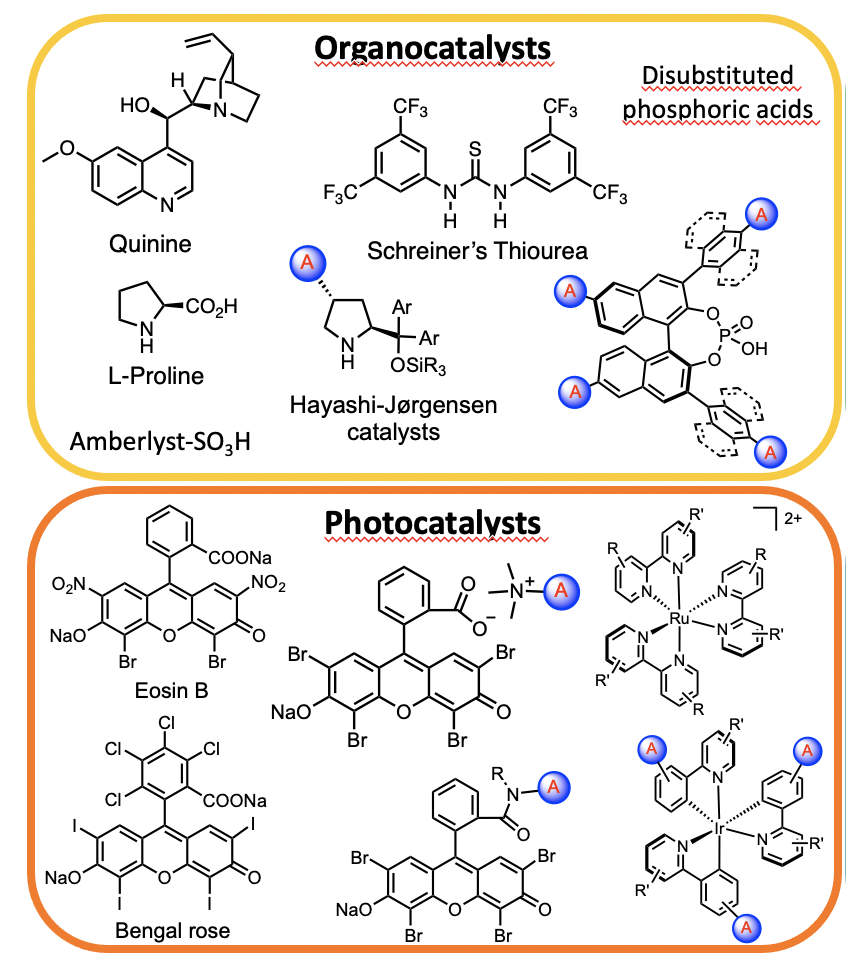 Organocatalysts
Disubstituted
phosphoric acids
HO
H
N
O
N
Quinine
CF3
CF3
S
F3C
N
N
CF3
H
H
Schreiner's Thiourea
CO2H
N
H
L-Proline
A
Ar
Ar
N
H
OSiR3
Hayashi-Jørgensen
catalysts
Amberlyst-SO3H
A
A
O
O
P
OH
O
A
A
Photocatalysts
COONa
O2N
NO2
NaO
O
O
Br
Br
Eosin B
O
O−
N+
A
Br
Br
NaO
O
O
Br
Br
2+
R'
R
R
N
N
N
Ru
N
N
N
R'
R'
R
Cl
Cl
Cl
Cl
COONa
I
I
NaO
O
O
I
I
Bengal rose
R
N
A
O
Br
Br
NaO
O
O
Br
Br
R'
A
A
N
Ir
N
N
R'
R'
A